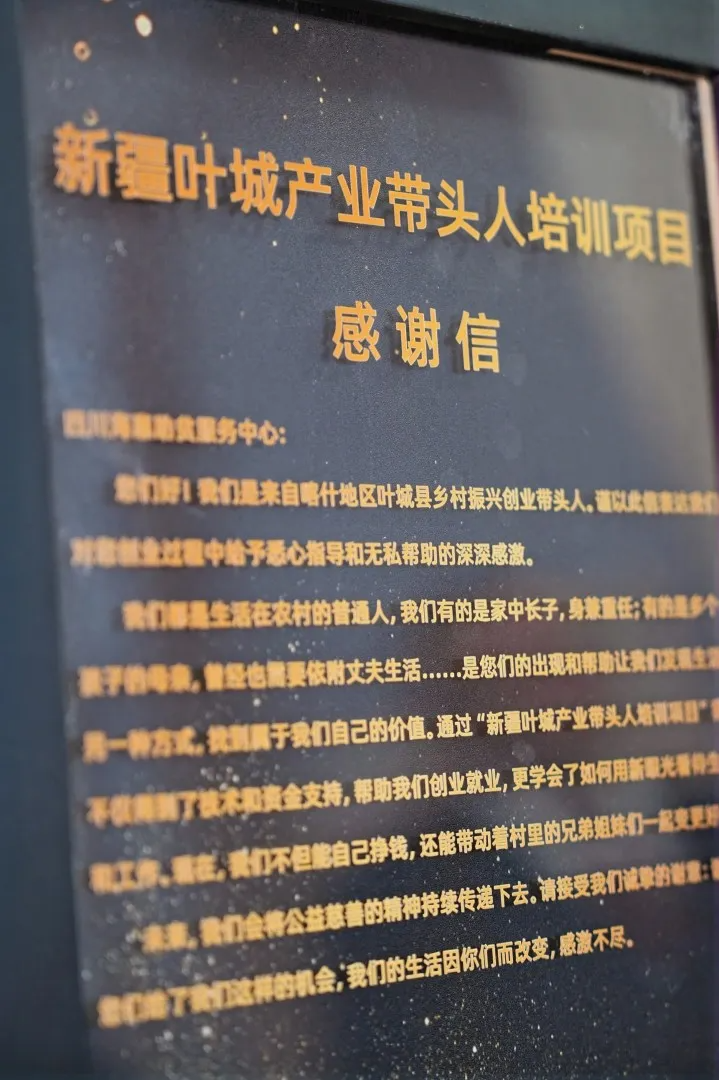 新疆叶城产业带头人培训项目
感谢信
四川海惠助贫服务中心：
您们好！我们是来自喀什地区叶城县乡村振兴创业带头人。谨以此信表达我们
对您创业过程中给予悉心指导和无私帮助的深深感激。
我们都是生活在农村的普通人，我们有的是家中长子，身兼重任；有的是多个
孩子的母亲，曾经也需要依附丈夫生活……是您们的出现和帮助让我们发现生活
另一种方式，找到属于我们自己的价值。通过“新疆叶城产业带头人培训项目”
不仅得到了技术和资金支持，帮助我们创业就业，更学会了如何用新眼光看待生
和工作。现在，我们不但能自己挣钱，还能带动着村里的兄弟姐妹们一起变更好
未来，我们会将公益慈善的精神持续传递下去。请接受我们诚挚的谢意：
您们给了我们这样的机会，我们的生活因你们而改变，感激不尽。